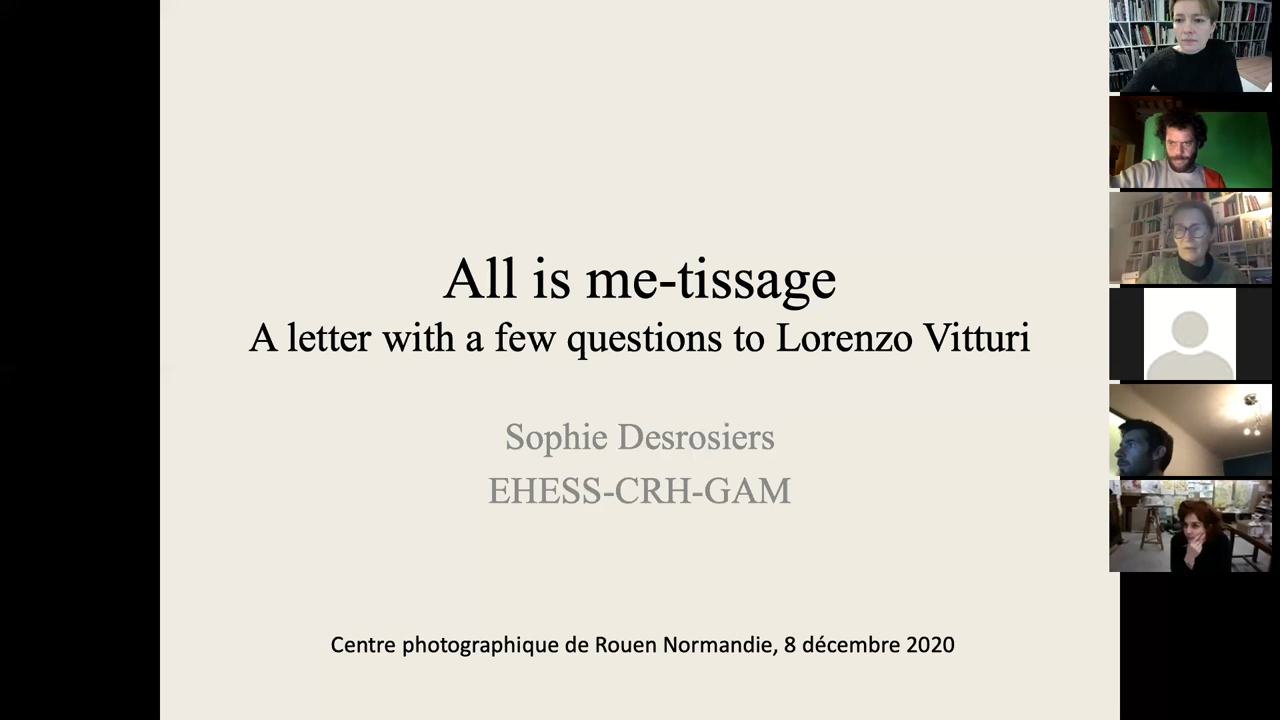 All is me-tissage
A letter with a few questions to Lorenzo Vitturi
Sophie Desrosiers
EHESS-CRH-GAM
Centre photographique de Rouen Normandie, 8 décembre 2020